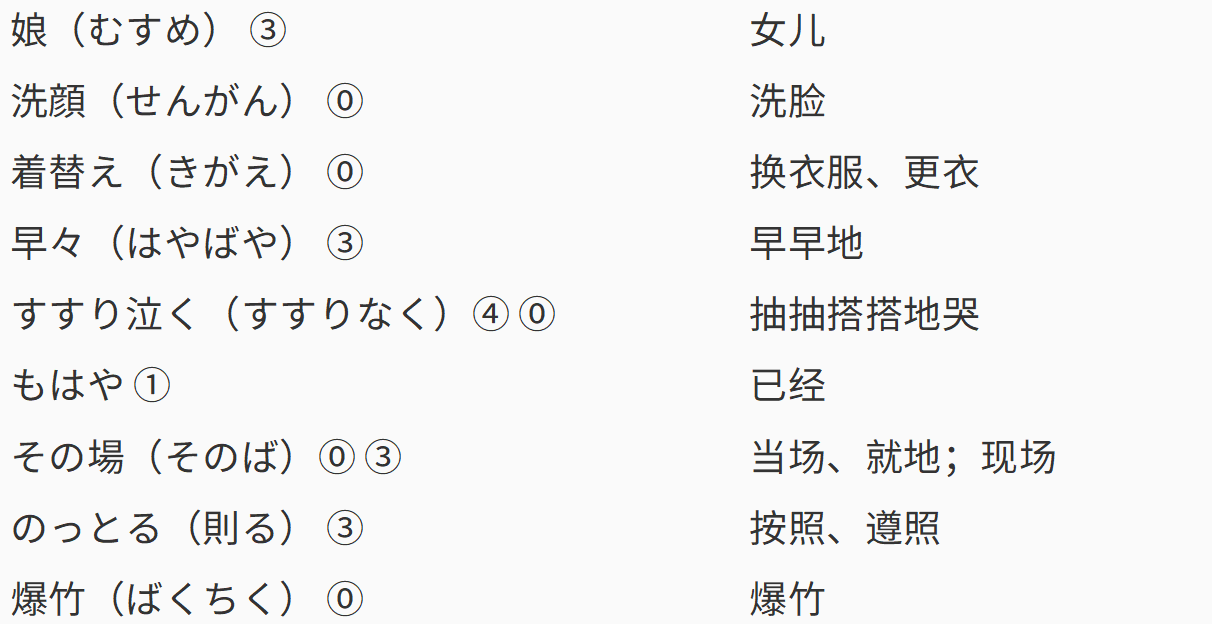 娘（むすめ） ③ 女儿
洗顔（せんがん） ⓪ 洗脸
着替え（きがえ） ⓪ 换衣服、更衣
早々（はやばや） ③ 早早地
すすり泣く（すすりなく）④ ⓪ 抽抽搭搭地哭
もはや ① 已经
その場（そのば）⓪ ③ 当场、就地；现场
のっとる（則る） ③ 按照、遵照
爆竹（ばくちく） ⓪ 爆竹